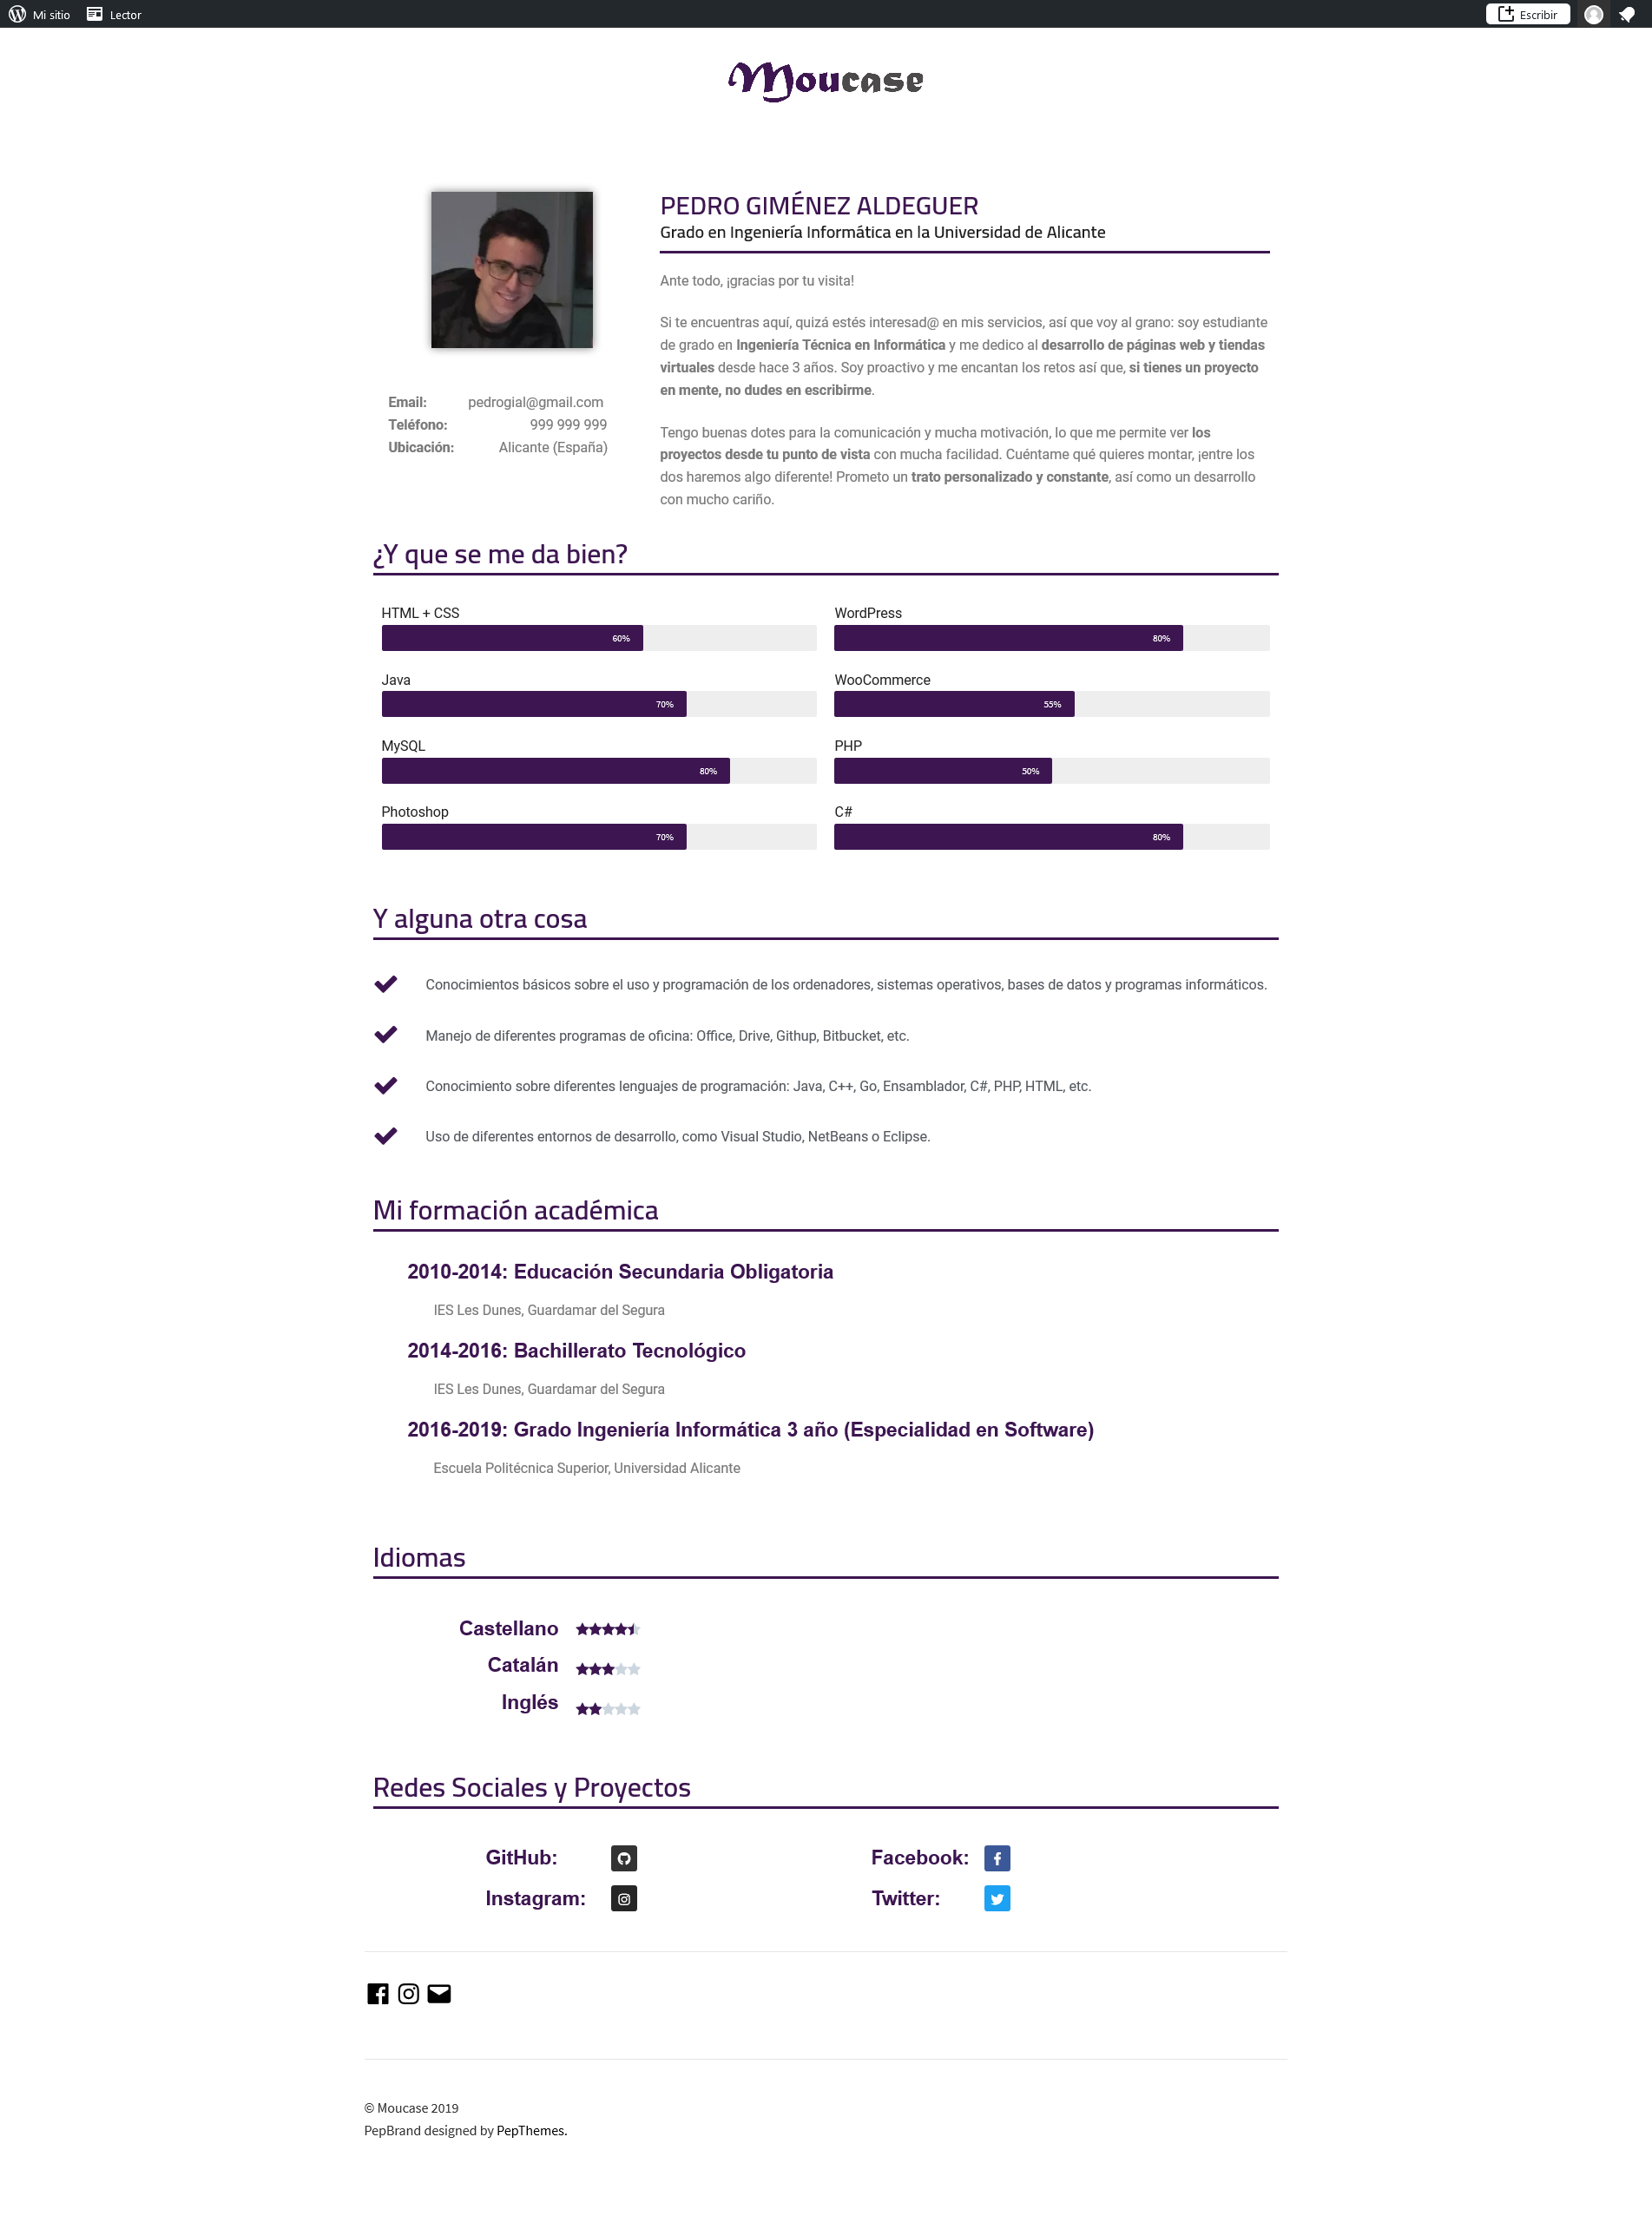 Mi sitio
Lector
Escribir
Moucase
PEDRO GIMÉNEZ ALDEGUER
Grado en Ingeniería Informática en la Universidad de Alicante
Ante todo, ¡gracias por tu visita!
Si te encuentras aquí, quizá estés interesad@ en mis servicios, así que voy al grano: soy estudiante
de grado en Ingeniería Técnica en Informática y me dedico al desarrollo de páginas web y tiendas
virtuales desde hace 3 años. Soy proactivo y me encantan los retos así que, si tienes un proyecto
en mente, no dudes en escribirme.
Tengo buenas dotes para la comunicación y mucha motivación, lo que me permite ver los
proyectos desde tu punto de vista con mucha facilidad. Cuéntame qué quieres montar, ¡entre los
dos haremos algo diferente! Prometo un trato personalizado y constante, así como un desarrollo
con mucho cariño.
Email: pedrogial@gmail.com
Teléfono: 999 999 999
Ubicación: Alicante (España)
¿Y que se me da bien?
HTML + CSS
60%
WordPress
80%
Java
70%
WooCommerce
55%
MySQL
80%
PHP
50%
Photoshop
70%
C#
80%
Y alguna otra cosa
Conocimientos básicos sobre el uso y programación de los ordenadores, sistemas operativos, bases de datos y programas informáticos.
Manejo de diferentes programas de oficina: Office, Drive, Githup, Bitbucket, etc.
Conocimiento sobre diferentes lenguajes de programación: Java, C++, Go, Ensamblador, C#, PHP, HTML, etc.
Uso de diferentes entornos de desarrollo, como Visual Studio, NetBeans o Eclipse.
Mi formación académica
2010-2014: Educación Secundaria Obligatoria
IES Les Dunes, Guardamar del Segura
2014-2016: Bachillerato Tecnológico
IES Les Dunes, Guardamar del Segura
2016-2019: Grado Ingeniería Informática 3 año (Especialidad en Software)
Escuela Politécnica Superior, Universidad Alicante
Idiomas
Castellano
Catalán
Inglés
Redes Sociales y Proyectos
GitHub:
Facebook:
Instagram:
Twitter:
© Moucase 2019
PepBrand designed by PepThemes.